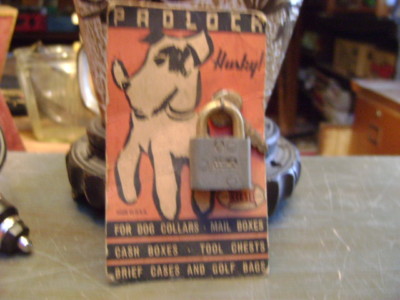 PADLOCK
Husky!
FOR DOG COLLARS - MAIL BOXES
CASH BOXES - TOOL CHESTS
BRIEF CASES AND GOLF BAGS